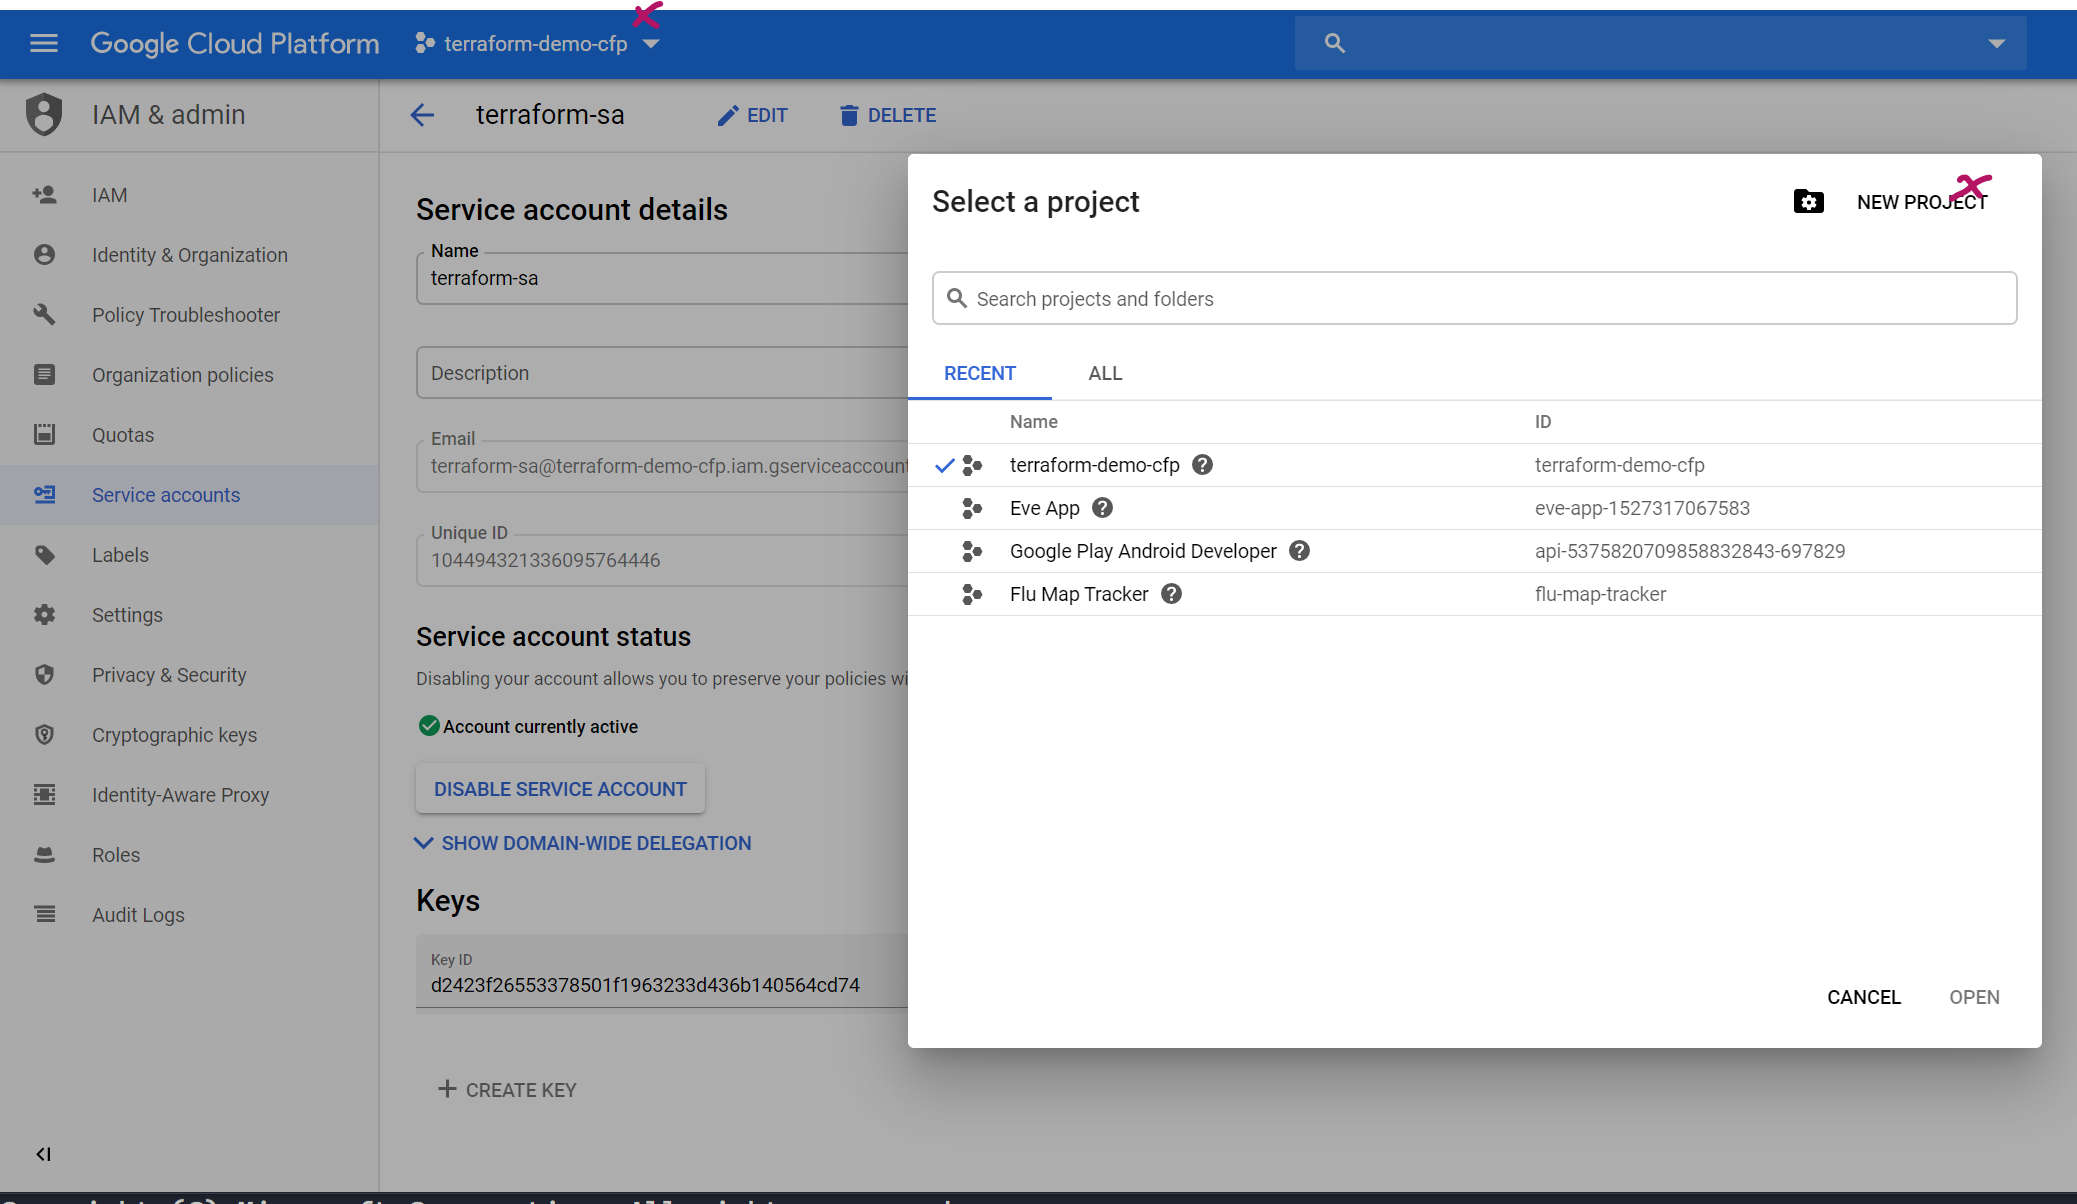 Google Cloud Platform
terraform-demo-cfp
IAM & admin
terraform-sa
EDIT
DELETE
IAM
Identity & Organization
Policy Troubleshooter
Organization policies
Quotas
Service accounts
Labels
Settings
Privacy & Security
Cryptographic keys
Identity-Aware Proxy
Roles
Audit Logs
Service account details
Name
terraform-sa
Description
Email
terraform-sa@terraform-demo-cfp.iam.gserviceaccount
Unique ID
104494321336095764446
Service account status
Disabling your account allows you to preserve your policies wi
Account currently active
DISABLE SERVICE ACCOUNT
SHOW DOMAIN-WIDE DELEGATION
Keys
Key ID
d2423f26553378501f1963233d436b140564cd74
CREATE KEY
Select a project
NEW PROJECT
Search projects and folders
RECENT
ALL
Name ID
terraform-demo-cfp terraform-demo-cfp
Eve App eve-app-1527317067583
Google Play Android Developer api-5375820709858832843-697829
Flu Map Tracker flu-map-tracker
CANCEL
OPEN